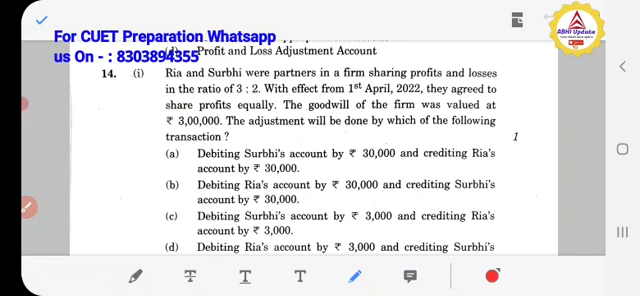 For CUET Preparation Whatsapp
us On - : 8303894355
ABHI Update
Profit and Loss Adjustment Account
14. (i) Ria and Surbhi were partners in a firm sharing profits and losses
in the ratio of 3 : 2. With effect from 1st April, 2022, they agreed to
share profits equally. The goodwill of the firm was valued at
₹ 3,00,000. The adjustment will be done by which of the following
transaction ? 1
(a) Debiting Surbhi's account by ₹ 30,000 and crediting Ria's
account by ₹ 30,000.
(b) Debiting Ria's account by ₹ 30,000 and crediting Surbhi's
account by ₹ 30,000.
(c) Debiting Surbhi's account by ₹ 3,000 and crediting Ria's
account by ₹ 3,000.
(d) Debiting Ria's account by ₹ 3,000 and crediting Surbhi's
T T T